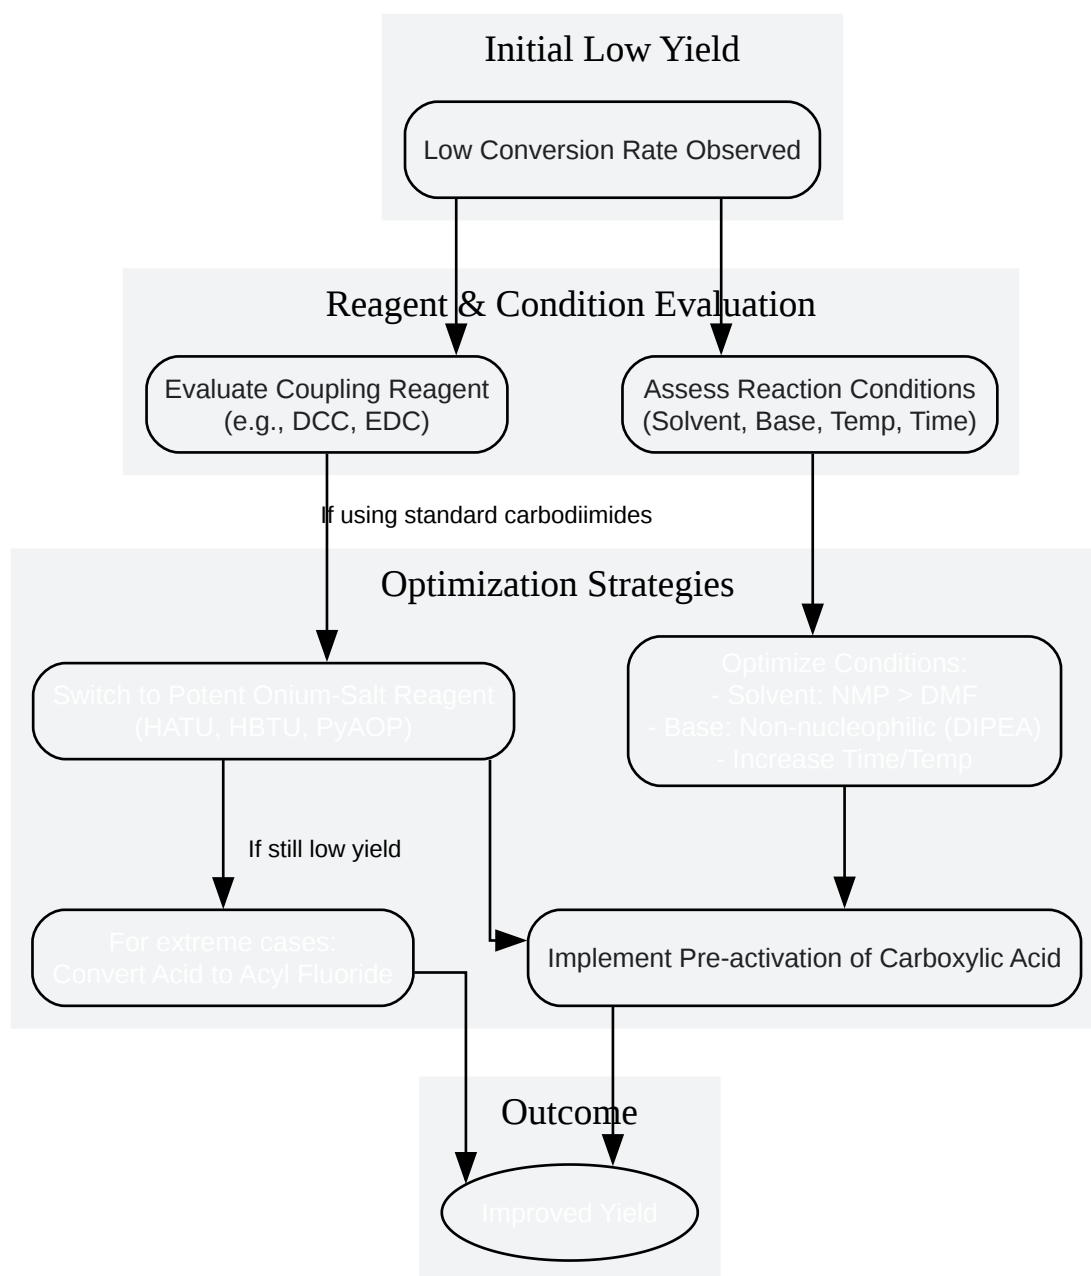 Initial Low Yield
Low Conversion Rate Observed
Reagent & Condition Evaluation
Evaluate Coupling Reagent
(e.g., DCC, EDC)
Assess Reaction Conditions
(Solvent, Base, Temp, Time)
If using standard carbodiimides
Optimization Strategies
Switch to Potent Onium-Salt Reagent
(HATU, HBTU, PyAOP)
Optimize Conditions:
- Solvent: NMP > DMF
- Base: Non-nucleophilic (DIPEA)
- Increase Time/Temp
If still low yield
For extreme cases:
Convert Acid to Acyl Fluoride
Implement Pre-activation of Carboxylic Acid
Outcome
Improved Yield